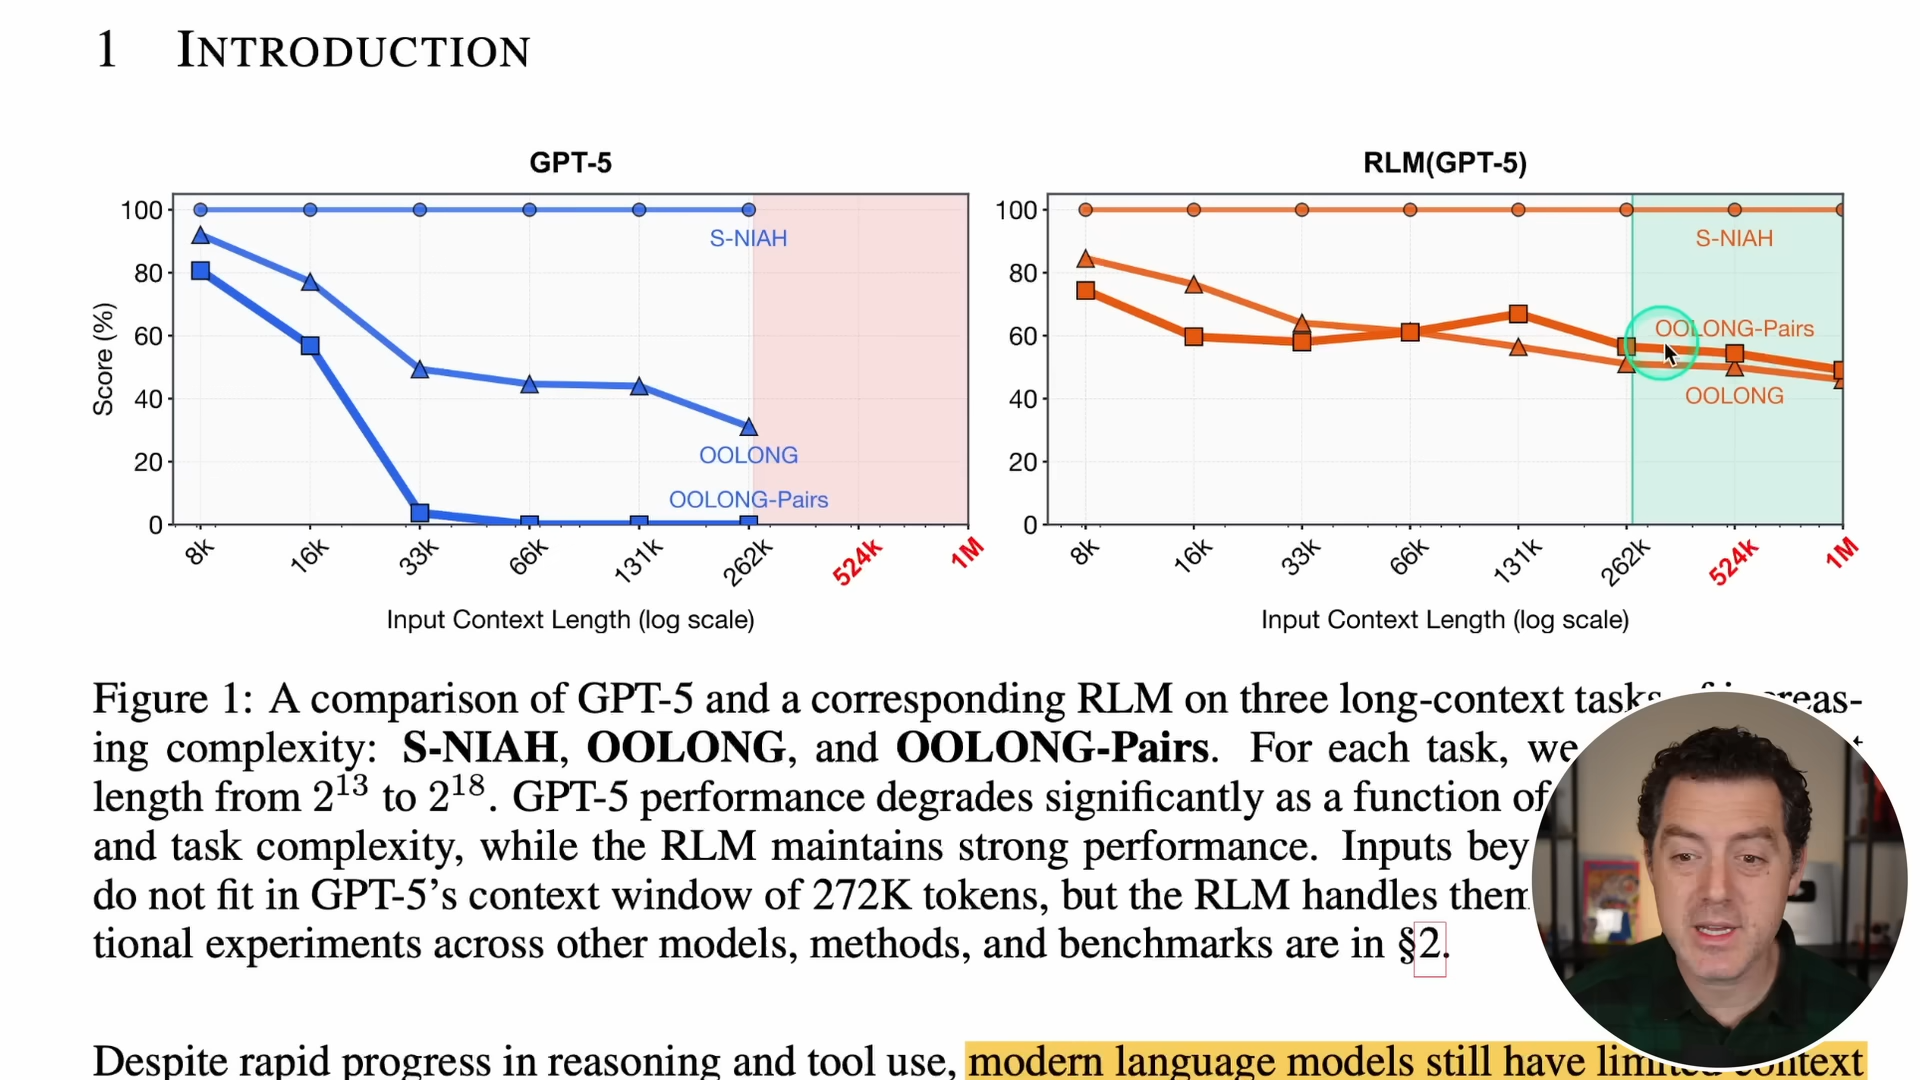 1 INTRODUCTION
GPT-5
RLM(GPT-5)
Score (%)
100
80
60
40
20
0
S-NIAH
OOLONG
OOLONG-Pairs
8k 16k 33k 66k 131k 262k 524k 1M
Input Context Length (log scale)
100
80
60
40
20
0
S-NIAH
OOLONG-Pairs
OOLONG
8k 16k 33k 66k 131k 262k 524k 1M
Input Context Length (log scale)
Figure 1: A comparison of GPT-5 and a corresponding RLM on three long-context tasks
ing complexity: S-NIAH, OOLONG, and OOLONG-Pairs. For each task, we
length from 2^13 to 2^18. GPT-5 performance degrades significantly as a function of
and task complexity, while the RLM maintains strong performance. Inputs
do not fit in GPT-5’s context window of 272K tokens, but the RLM handles them
tional experiments across other models, methods, and benchmarks are in §2.
Despite rapid progress in reasoning and tool use, modern language models still have limited context